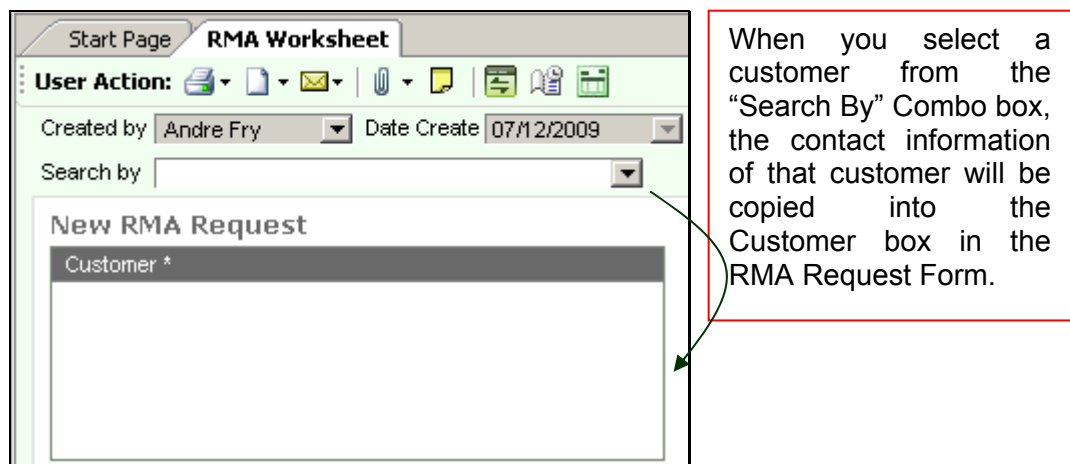 Start Page RMA Worksheet
User Action:
Created by Andre Fry Date Create 07/12/2009
Search by
New RMA Request
Customer *
When you select a
customer from the
“Search By” Combo box,
the contact information
of that customer will be
copied into the
Customer box in the
RMA Request Form.